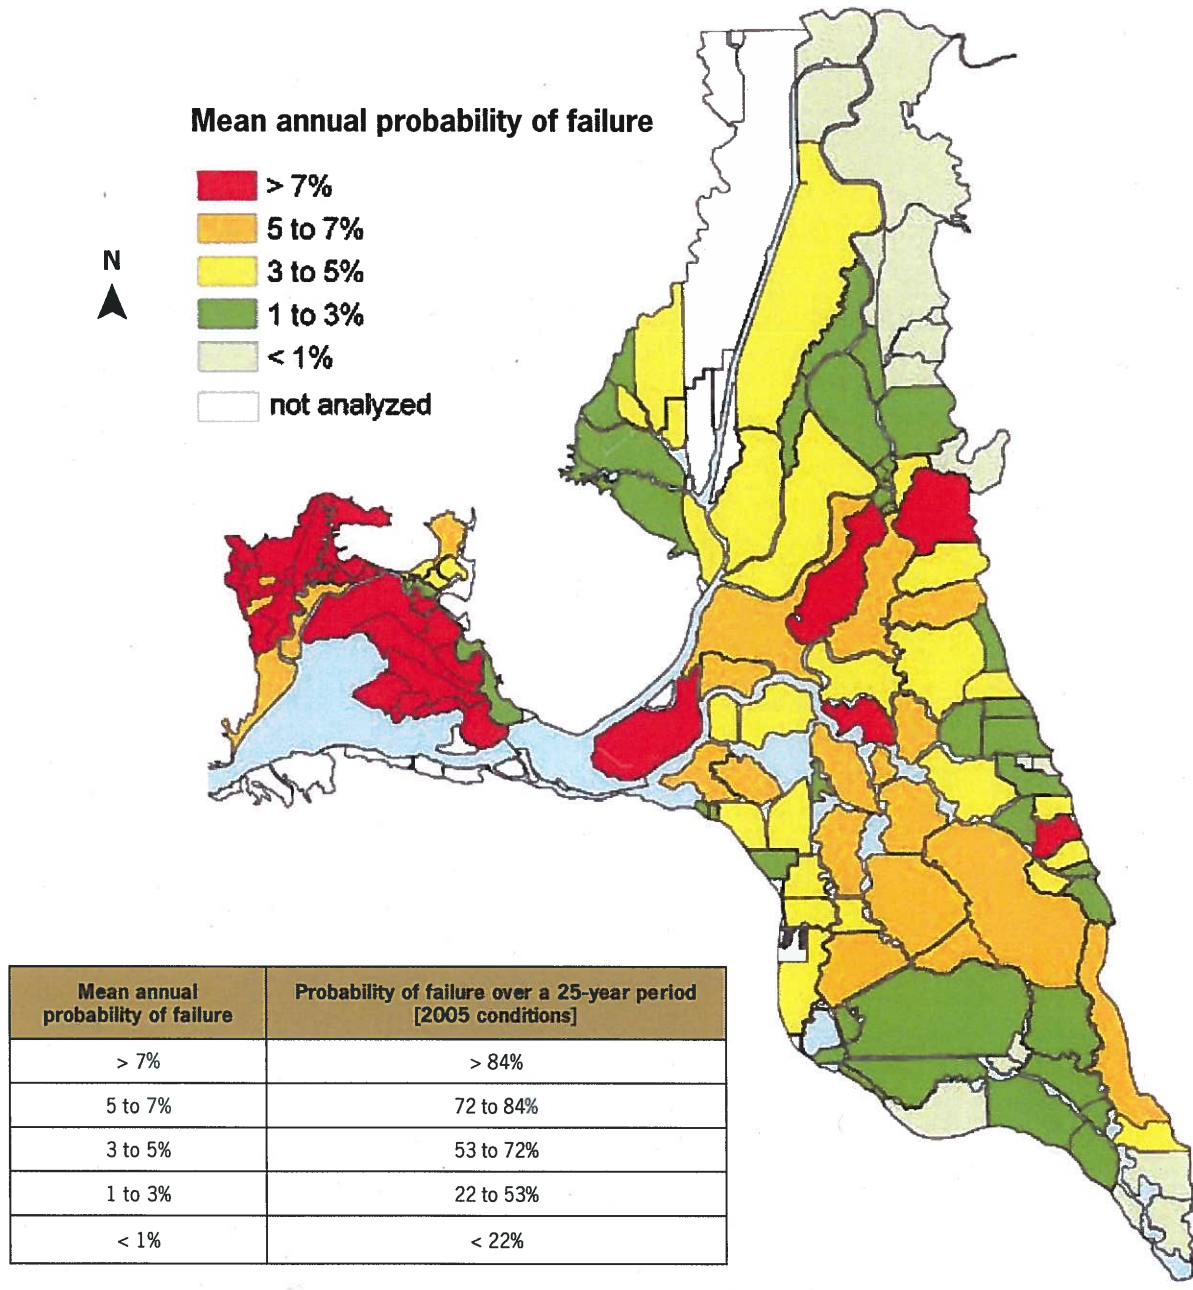 Mean annual probability of failure
> 7%
5 to 7%
3 to 5%
1 to 3%
< 1%
not analyzed
N
Mean annual
probability of failure
Probability of failure over a 25-year period
[2005 conditions]
> 7%
> 84%
5 to 7%
72 to 84%
3 to 5%
53 to 72%
1 to 3%
22 to 53%
< 1%
< 22%